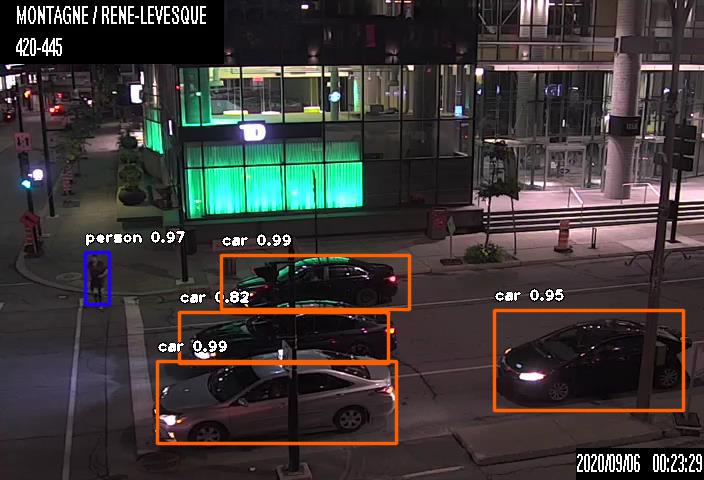 MONTAGNE / RENE-LEVESQUE
420-445
TD
person 0.97
car 0.99
car 0.82
car 0.95
car 0.99
2020/09/06 00:23:29